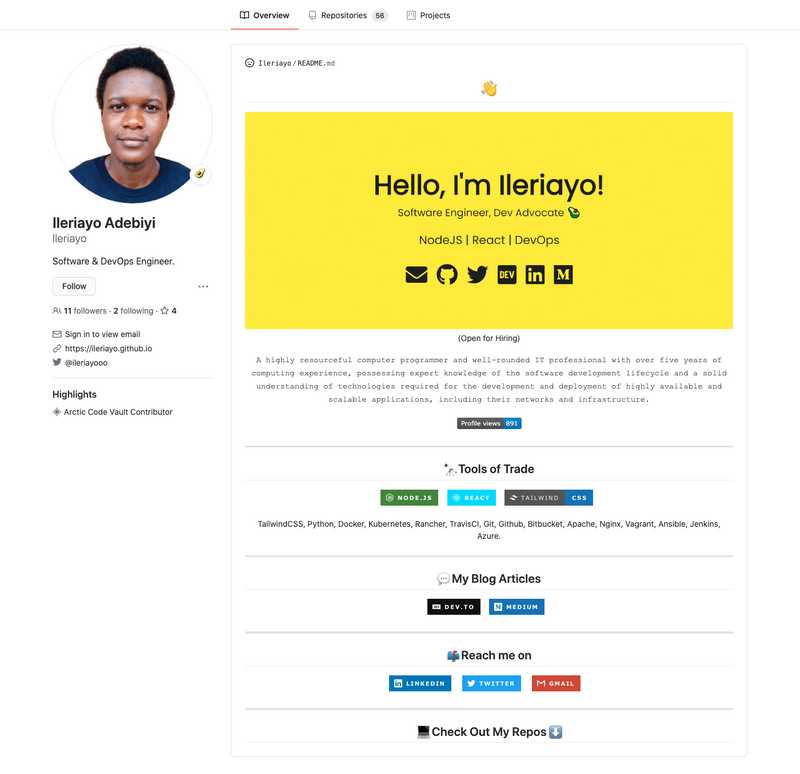 Overview Repositories 56 Projects
Ileriayo Adebiyi
Ileriayo
Software & DevOps Engineer.
Follow
11 followers · 2 following · 4
Sign in to view email
https://ileriayo.github.io
@ileriayooo
Highlights
Arctic Code Vault Contributor
Ileriayo / README.md
Hello, I'm Ileriayo!
Software Engineer, Dev Advocate
NodeJS | React | DevOps
DEV in M
(Open for Hiring)
A highly resourceful computer programmer and well-rounded IT professional with over five years of
computing experience, possessing expert knowledge of the software development lifecycle and a solid
understanding of technologies required for the development and deployment of highly available and
scalable applications, including their networks and infrastructure.
Profile views 891
Tools of Trade
NODE.JS REACT TAILWIND CSS
TailwindCSS, Python, Docker, Kubernetes, Rancher, TravisCI, Git, Github, Bitbucket, Apache, Nginx, Vagrant, Ansible, Jenkins,
Azure.
My Blog Articles
DEV.TO MEDIUM
Reach me on
LINKEDIN TWITTER GMAIL
Check Out My Repos